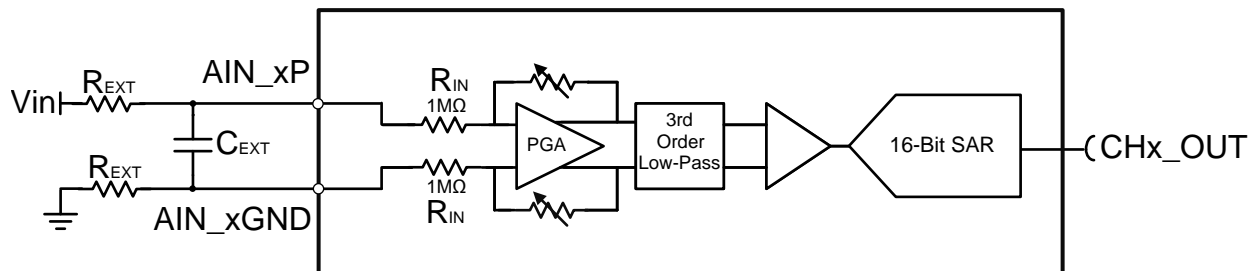 Vin
REXT
AIN_xP
CEXT
REXT
AIN_xGND
RIN
1MΩ
1MΩ
RIN
PGA
3rd
Order
Low-Pass
16-Bit SAR
CHx_OUT